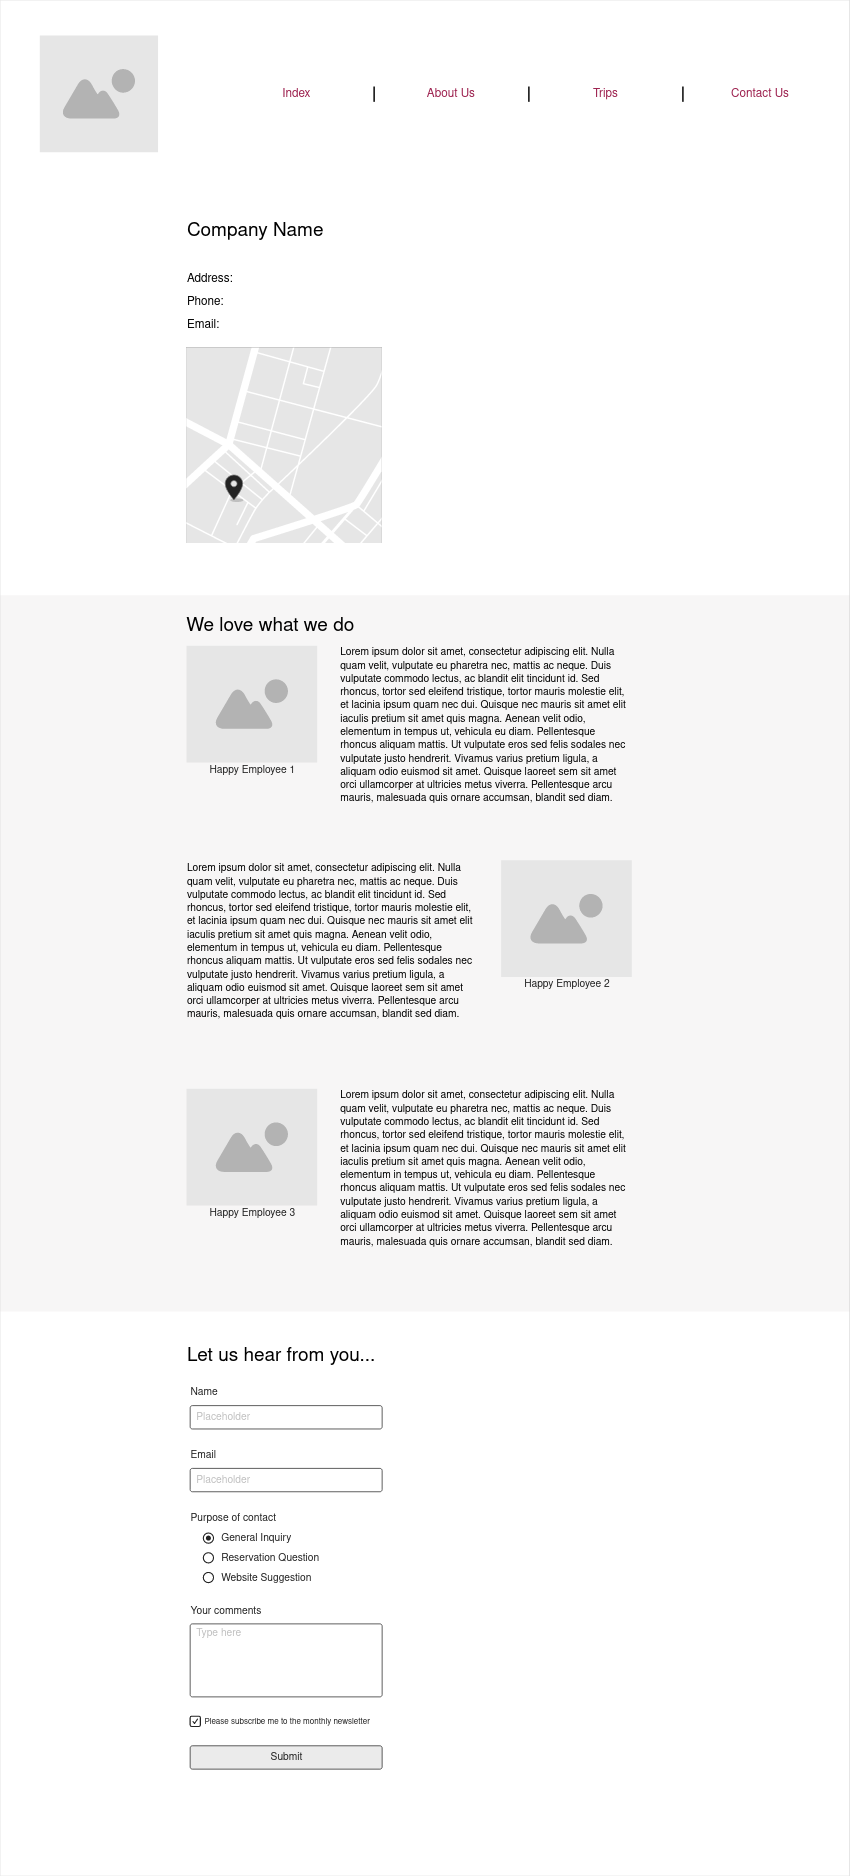 Index | About Us | Trips | Contact Us
Company Name
Address:
Phone:
Email:
We love what we do
Lorem ipsum dolor sit amet, consectetur adipiscing elit. Nulla
quam velit, vulputate eu pharetra nec, mattis ac neque. Duis
vulputate commodo lectus, ac blandit elit tincidunt id. Sed
rhoncus, tortor sed eleifend tristique, tortor mauris molestie elit,
et lacinia ipsum quam nec dui. Quisque nec mauris sit amet elit
iaculis pretium sit amet quis magna. Aenean velit odio,
elementum in tempus ut, vehicula eu diam. Pellentesque
rhoncus aliquam mattis. Ut vulputate eros sed felis sodales nec
vulputate justo hendrerit. Vivamus varius pretium ligula, a
aliquam odio euismod sit amet. Quisque laoreet sem sit amet
orci ullamcorper at ultricies metus viverra. Pellentesque arcu
mauris, malesuada quis ornare accumsan, blandit sed diam.
Happy Employee 1
Lorem ipsum dolor sit amet, consectetur adipiscing elit. Nulla
quam velit, vulputate eu pharetra nec, mattis ac neque. Duis
vulputate commodo lectus, ac blandit elit tincidunt id. Sed
rhoncus, tortor sed eleifend tristique, tortor mauris molestie elit,
et lacinia ipsum quam nec dui. Quisque nec mauris sit amet elit
iaculis pretium sit amet quis magna. Aenean velit odio,
elementum in tempus ut, vehicula eu diam. Pellentesque
rhoncus aliquam mattis. Ut vulputate eros sed felis sodales nec
vulputate justo hendrerit. Vivamus varius pretium ligula, a
aliquam odio euismod sit amet. Quisque laoreet sem sit amet
orci ullamcorper at ultricies metus viverra. Pellentesque arcu
mauris, malesuada quis ornare accumsan, blandit sed diam.
Happy Employee 2
Lorem ipsum dolor sit amet, consectetur adipiscing elit. Nulla
quam velit, vulputate eu pharetra nec, mattis ac neque. Duis
vulputate commodo lectus, ac blandit elit tincidunt id. Sed
rhoncus, tortor sed eleifend tristique, tortor mauris molestie elit,
et lacinia ipsum quam nec dui. Quisque nec mauris sit amet elit
iaculis pretium sit amet quis magna. Aenean velit odio,
elementum in tempus ut, vehicula eu diam. Pellentesque
rhoncus aliquam mattis. Ut vulputate eros sed felis sodales nec
vulputate justo hendrerit. Vivamus varius pretium ligula, a
aliquam odio euismod sit amet. Quisque laoreet sem sit amet
orci ullamcorper at ultricies metus viverra. Pellentesque arcu
mauris, malesuada quis ornare accumsan, blandit sed diam.
Happy Employee 3
Let us hear from you...
Name
Placeholder
Email
Placeholder
Purpose of contact
General Inquiry
Reservation Question
Website Suggestion
Your comments
Type here
Please subscribe me to the monthly newsletter
Submit